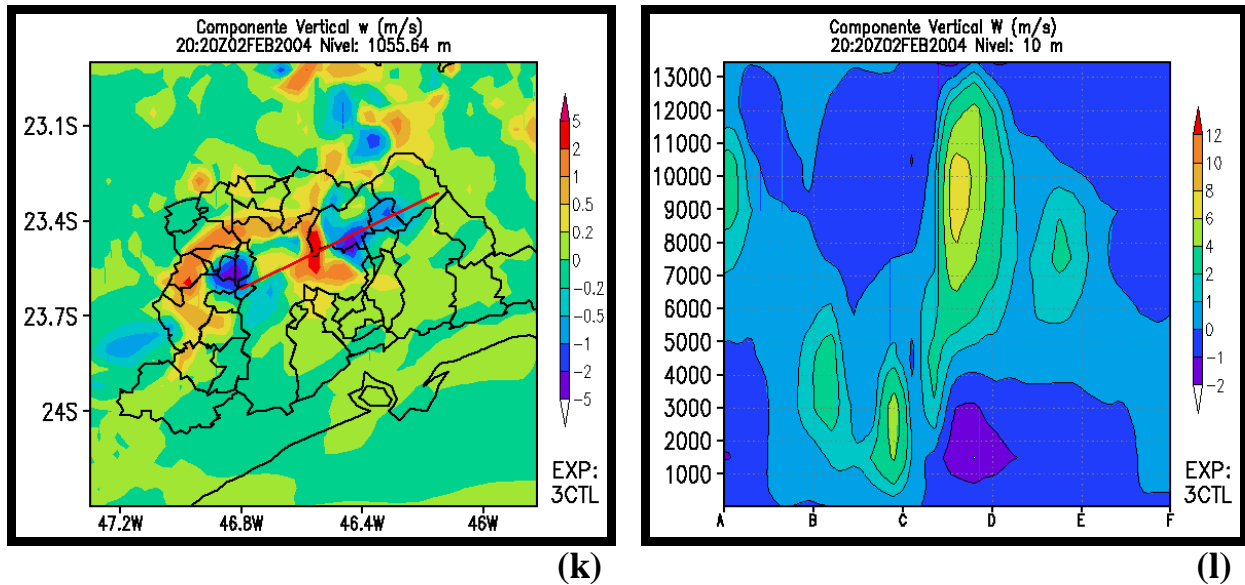 Componente Vertical w (m/s)
20:20Z02FEB2004 Nivel: 1055.64 m
23.1S
23.4S
23.7S
24S
47.2W
46.8W
46.4W
46W
5
2
1
0.5
0.2
0
−0.2
−0.5
−1
−2
−5
EXP:
3CTL
(k)
Componente Vertical W (m/s)
20:20Z02FEB2004 Nivel: 10 m
13000
12000
11000
10000
9000
8000
7000
6000
5000
4000
3000
2000
1000
A
B
C
D
E
F
12
10
8
6
4
2
1
0
−1
−2
EXP:
3CTL
(l)